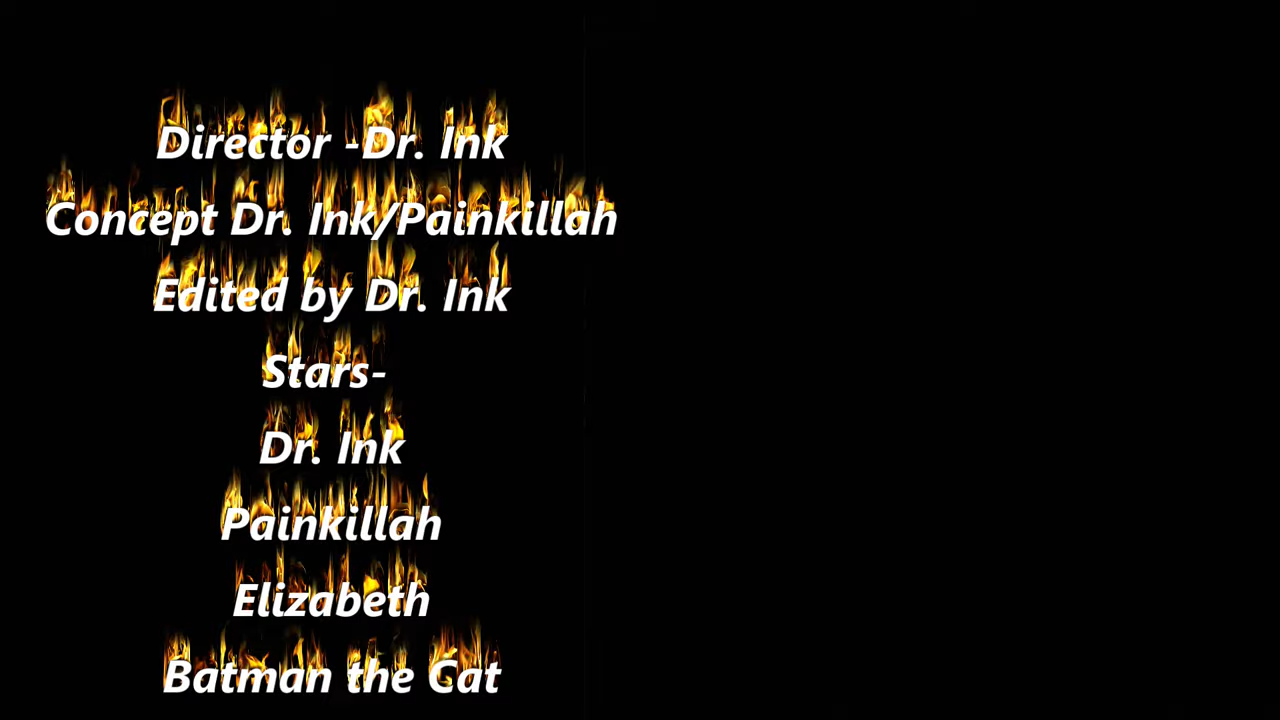 Director -Dr. Ink
Concept Dr. Ink/Painkillah
Edited by Dr. Ink
Stars-
Dr. Ink
Painkillah
Elizabeth
Batman the Cat